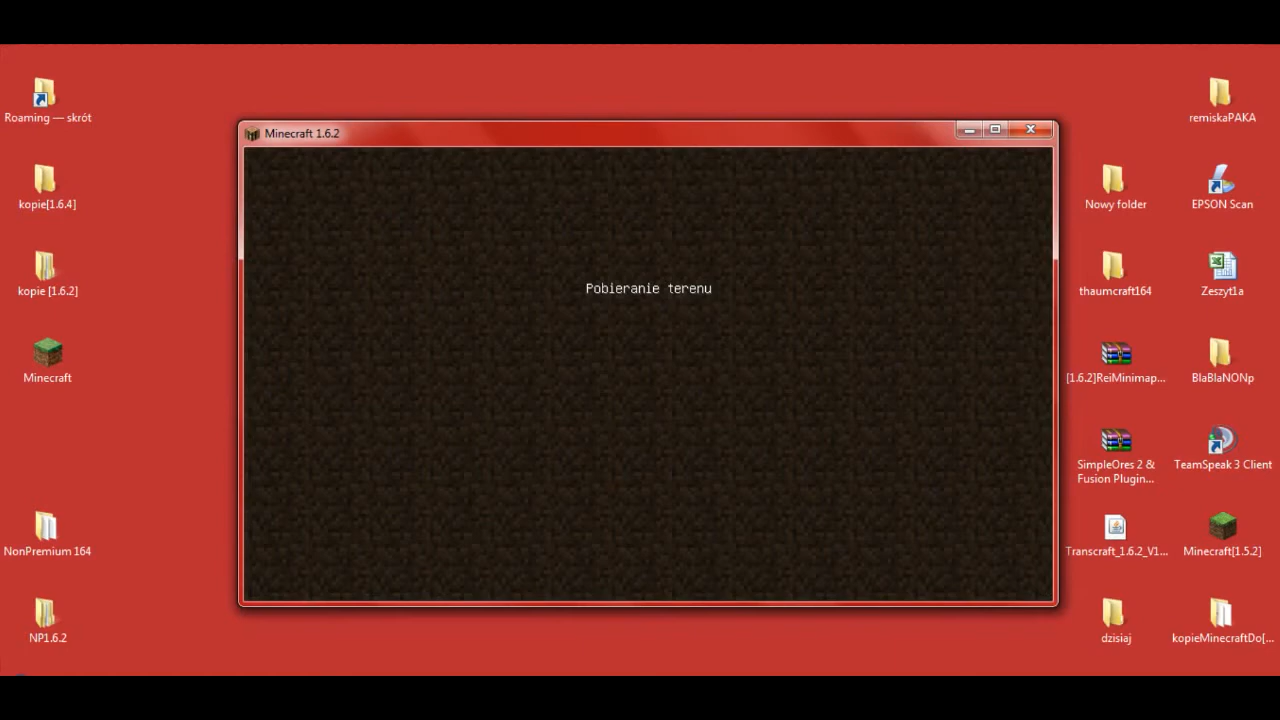 Roaming — skrót
kopie[1.6.4]
kopie [1.6.2]
Minecraft
NonPremium 164
NP1.6.2
Minecraft 1.6.2
Pobieranie terenu
remiskaPAKA
Nowy folder
EPSON Scan
thaumcraft164
Zeszyt1a
[1.6.2]ReiMinimap...
BlaBlaNONp
SimpleOres 2 &
Fusion Plugin...
TeamSpeak 3 Client
Transcraft_1.6.2_V1...
Minecraft[1.5.2]
dzisiaj
kopieMinecraftDo[...